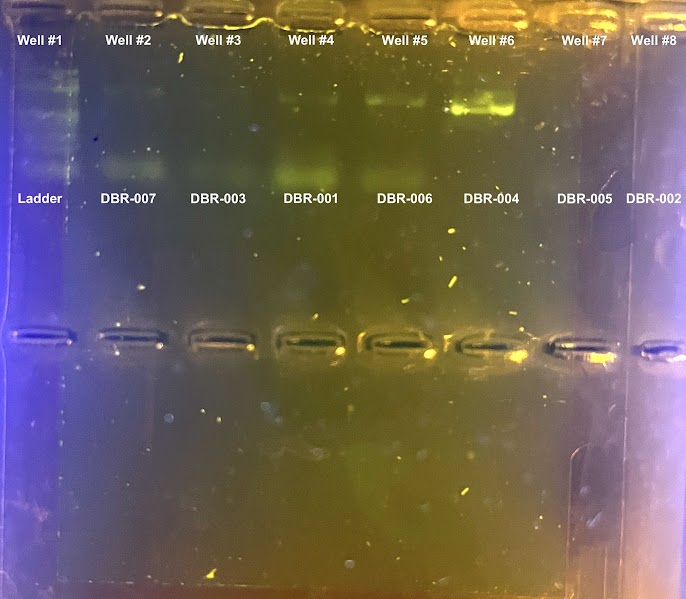 Well #1 Well #2 Well #3 Well #4 Well #5 Well #6 Well #7 Well #8
Ladder DBR-007 DBR-003 DBR-001 DBR-006 DBR-004 DBR-005 DBR-002